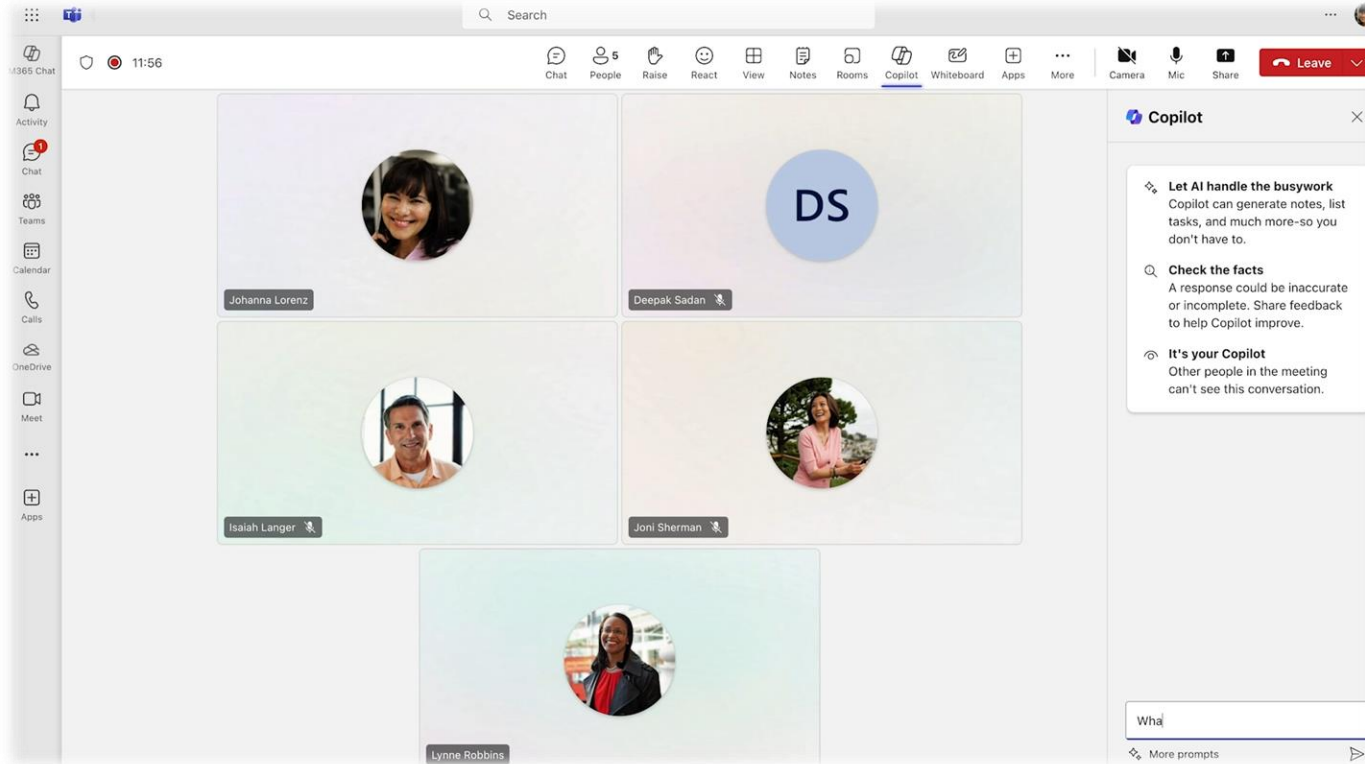 Search
M365 Chat
Activity
1
Chat
Teams
Calendar
Calls
OneDrive
Meet
Apps
11:56
Chat
5
People
Raise
React
View
Notes
Rooms
Copilot
Whiteboard
Apps
More
Camera
Mic
Share
Leave
Johanna Lorenz
DS
Deepak Sadan
Isaiah Langer
Joni Sherman
Lynne Robbins
Copilot
Let AI handle the busywork
Copilot can generate notes, list
tasks, and much more-so you
don't have to.
Check the facts
A response could be inaccurate
or incomplete. Share feedback
to help Copilot improve.
It's your Copilot
Other people in the meeting
can't see this conversation.
Wha
More prompts